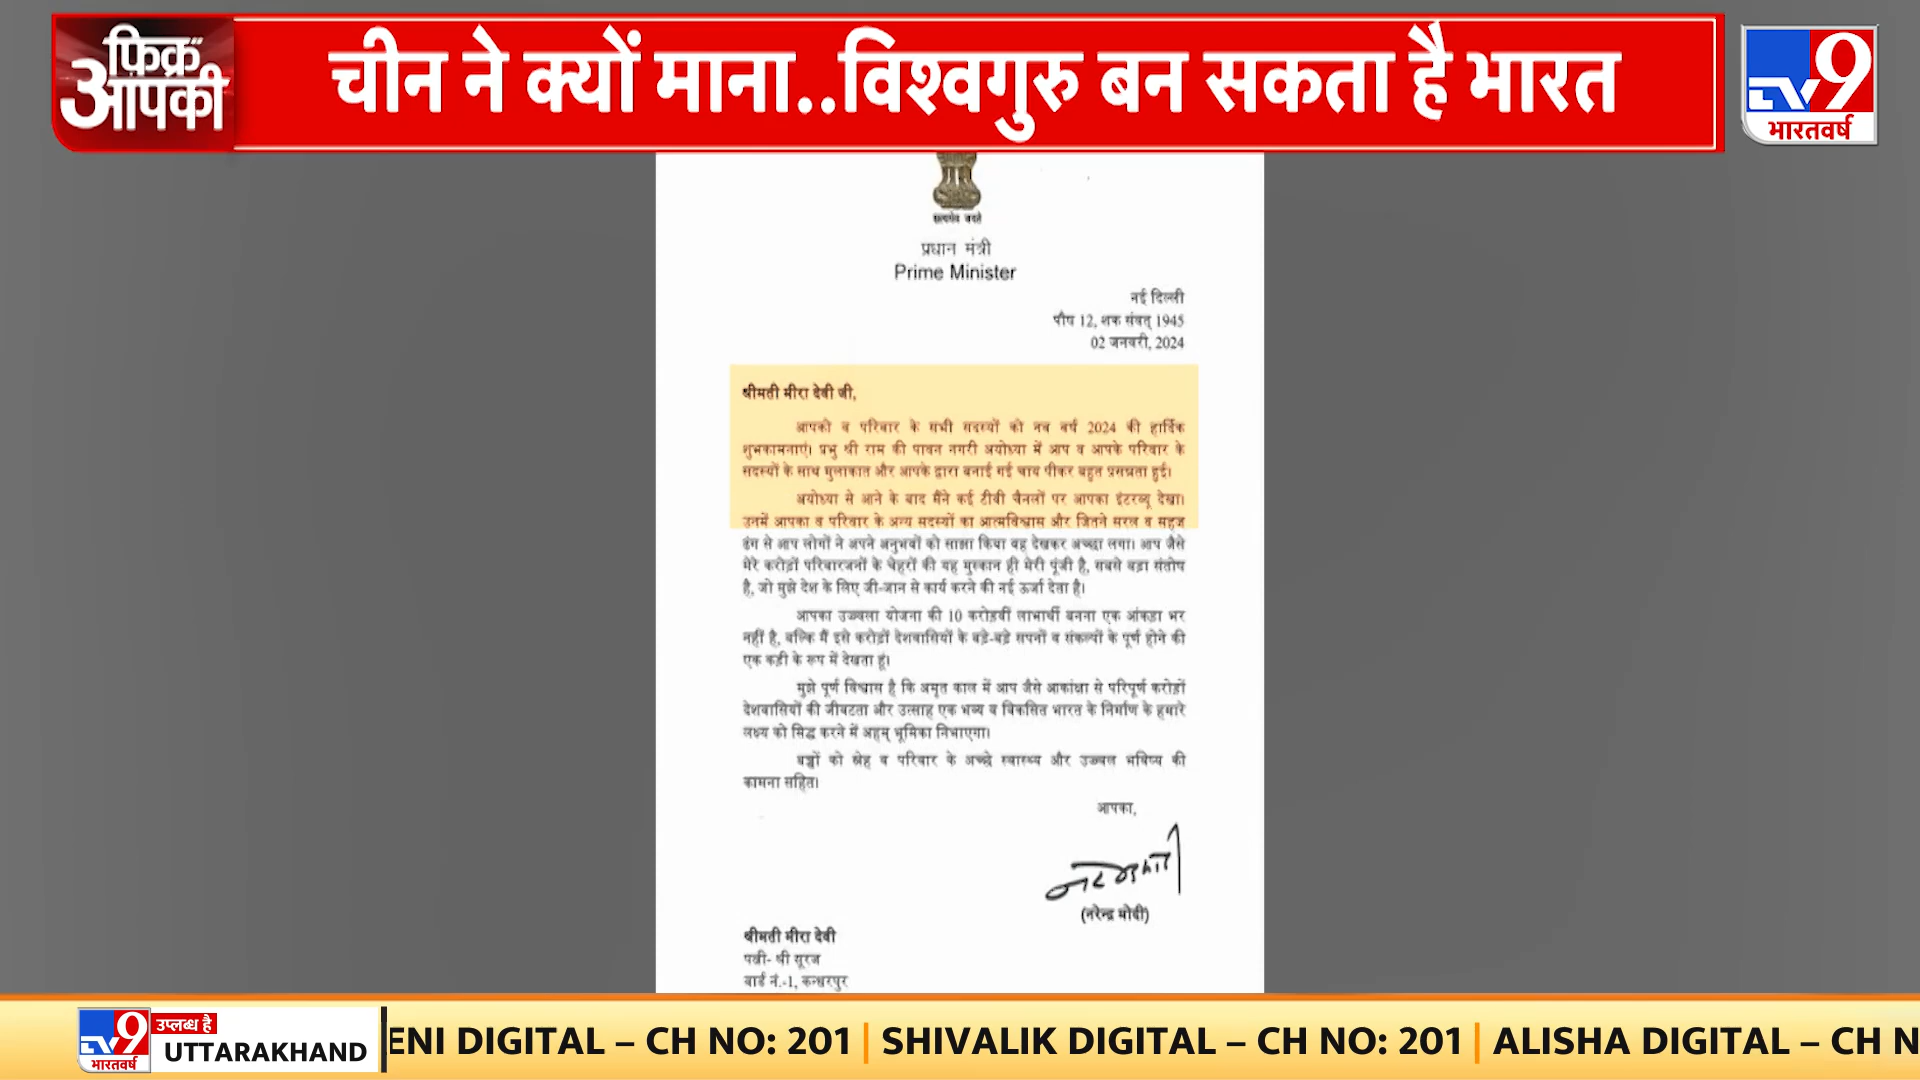 फिक्र
आपकी
चीन ने क्यों माना..विश्वगुरु बन सकता है भारत
TV9
भारतवर्ष
सत्यमेव जयते
प्रधान मंत्री
Prime Minister
नई दिल्ली
पौष 12, शक संवत् 1945
02 जनवरी, 2024
श्रीमती मीरा देवी जी,
आपको व परिवार के सभी सदस्यों को नव वर्ष 2024 की हार्दिक
शुभकामनाएं। प्रभु श्री राम की पावन नगरी अयोध्या में आप व आपके परिवार के
सदस्यों के साथ मुलाकात और आपके द्वारा बनाई गई चाय पीकर बहुत प्रसन्नता हुई।
अयोध्या से आने के बाद मैंने कई टीवी चैनलों पर आपका इंटरव्यू देखा।
उनमें आपका व परिवार के अन्य सदस्यों का आत्मविश्वास और जितने सरल व सहज
ढंग से आप लोगों ने अपने अनुभवों को साझा किया वह देखकर अच्छा लगा। आप जैसे
मेरे करोड़ों परिवारजनों के चेहरों की यह मुस्कान ही मेरी पूंजी है, सबसे बड़ा संतोष
है, जो मुझे देश के लिए जी-जान से कार्य करने की नई ऊर्जा देता है।
आपका उज्ज्वला योजना की 10 करोड़वीं लाभार्थी बनना एक आंकड़ा भर
नहीं है, बल्कि मैं इसे करोड़ों देशवासियों के बड़े-बड़े सपनों व संकल्पों के पूर्ण होने की
एक कड़ी के रूप में देखता हूं।
मुझे पूर्ण विश्वास है कि अमृत काल में आप जैसे आकांक्षा से परिपूर्ण करोड़ों
देशवासियों की जीवटता और उत्साह एक भव्य व विकसित भारत के निर्माण के हमारे
लक्ष्य को सिद्ध करने में अहम् भूमिका निभाएगा।
बच्चों को स्नेह व परिवार के अच्छे स्वास्थ्य और उज्ज्वल भविष्य की
कामना सहित।
आपका,
(नरेन्द्र मोदी)
श्रीमती मीरा देवी
पत्नी- श्री सूरज
वार्ड नं.-1, कन्धरपुर
TV9
भारतवर्ष
उप्लब्ध है
UTTARAKHAND
ENI DIGITAL – CH NO: 201 | SHIVALIK DIGITAL – CH NO: 201 | ALISHA DIGITAL – CH N